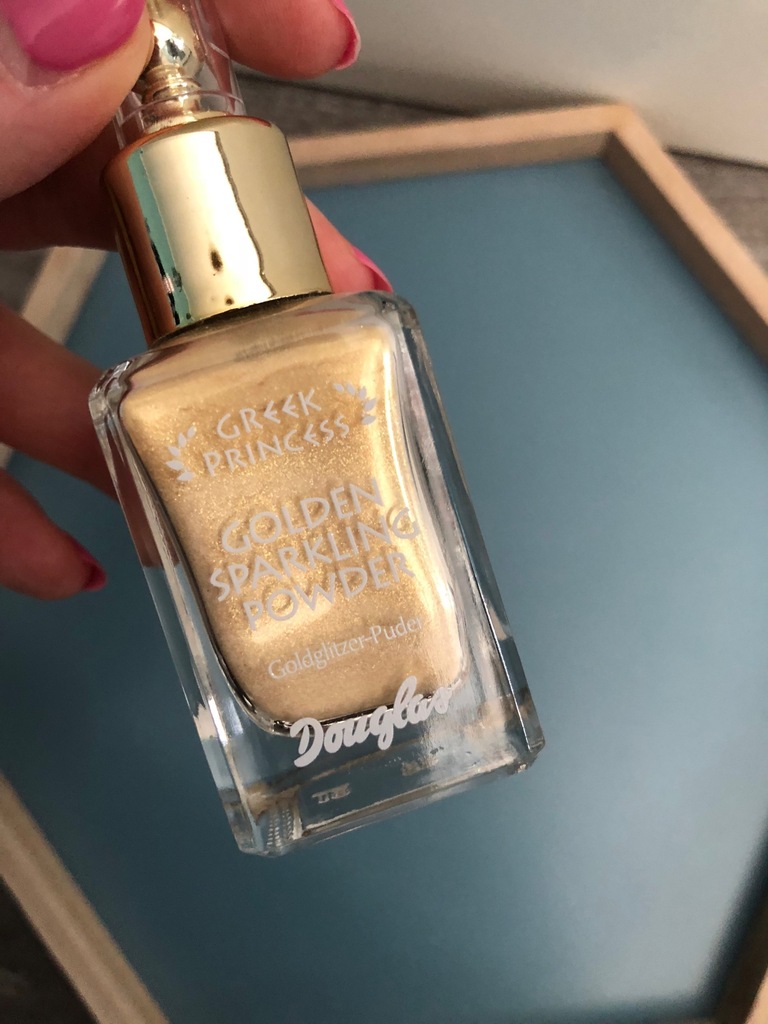 GREEK
PRINCESS
GOLDEN
SPARKLING
POWDER
Goldglitzer-Puder
Douglas